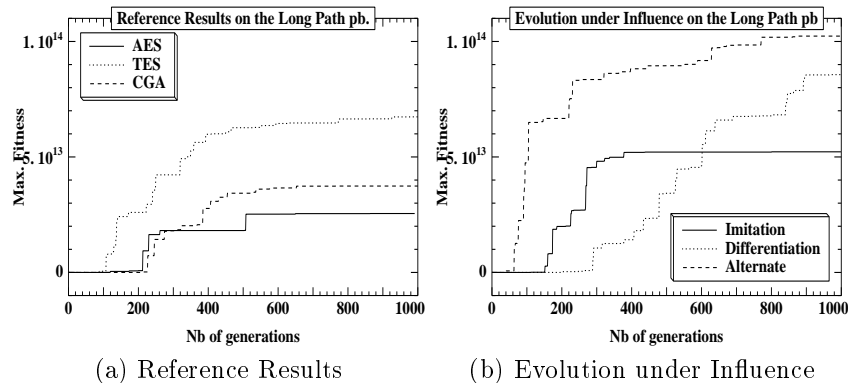 Reference Results on the Long Path pb.
1. 10^14
5. 10^13
0
Max. Fitness
AES
TES
CGA
0 200 400 600 800 1000
Nb of generations
(a) Reference Results
Evolution under Influence on the Long Path pb
1. 10^14
5. 10^13
0
Max. Fitness
Imitation
Differentiation
Alternate
0 200 400 600 800 1000
Nb of generations
(b) Evolution under Influence